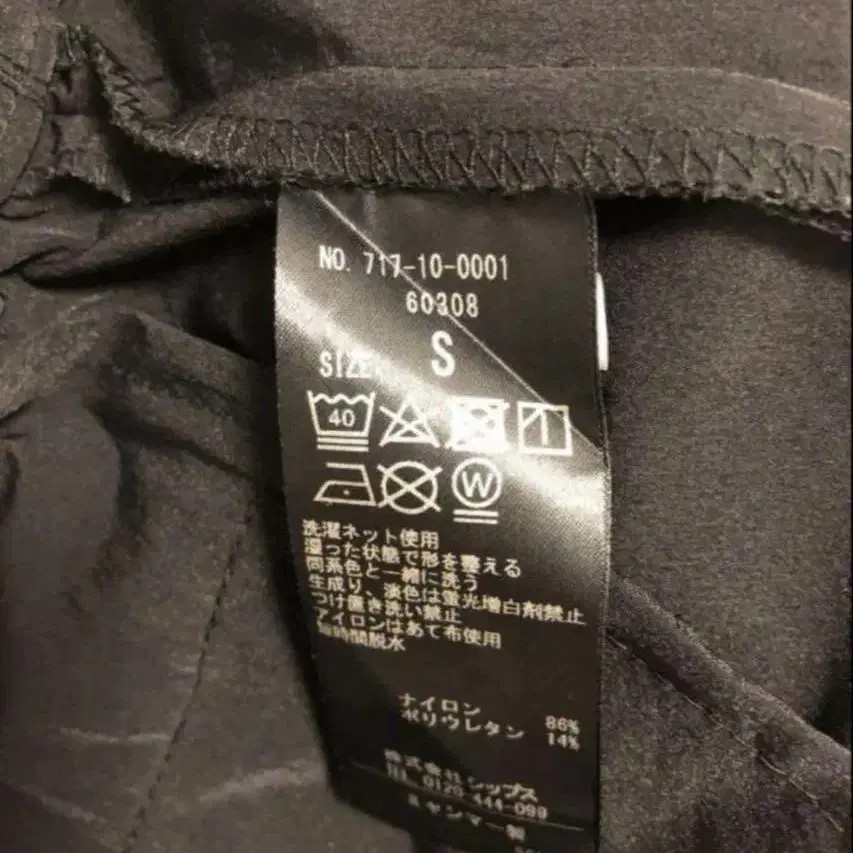 NO. 717-10-0001
60308
SIZE. S
40
W
洗濯ネット使用
湿った状態で形を整える
同系色と一緒に洗う
生成り、淡色は蛍光増白剤禁止
つけ置き洗い禁止
アイロンはあて布使用
短時間脱水
ナイロン 86%
ポリウレタン 14%
株式会社シップス
TEL 0120-444-099
ミャンマー製